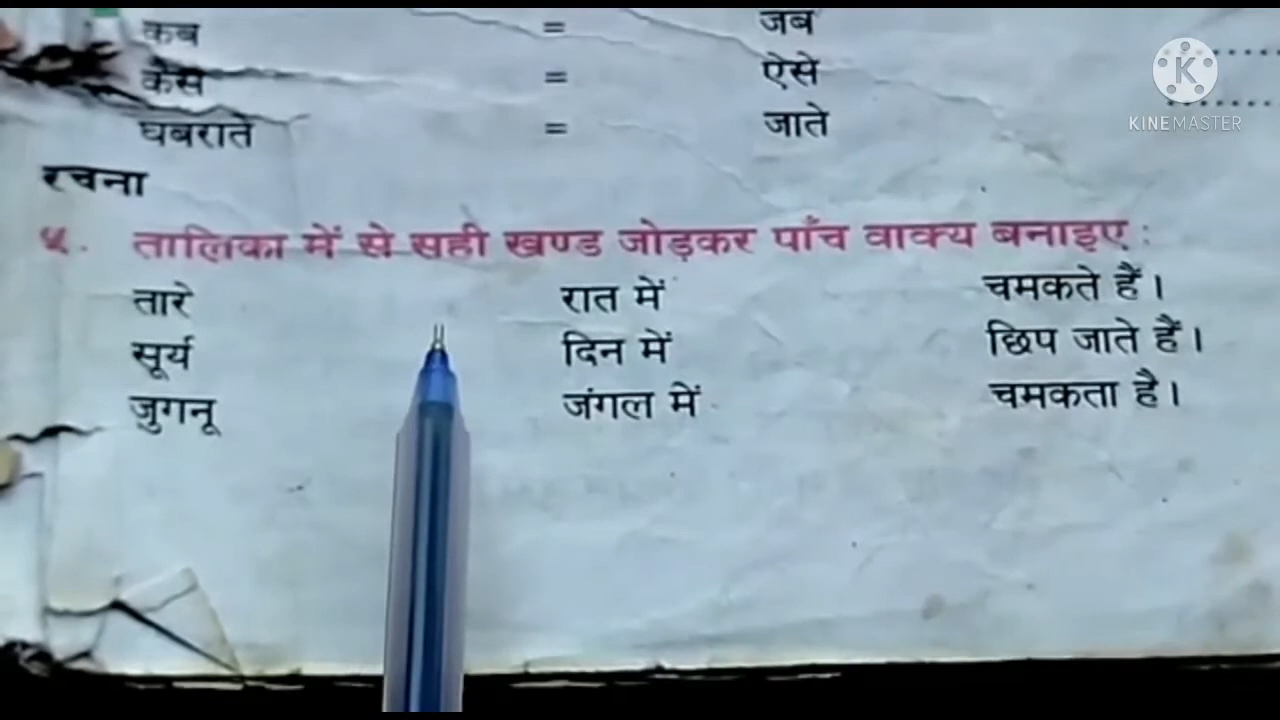 कब = जब ........
K
KINEMASTER
कैसे = ऐसे ........
घबराते = जाते
रचना
५. तालिका में से सही खण्ड जोड़कर पाँच वाक्य बनाइए :
तारे रात में चमकते हैं।
सूर्य दिन में छिप जाते हैं।
जुगनू जंगल में चमकता है।